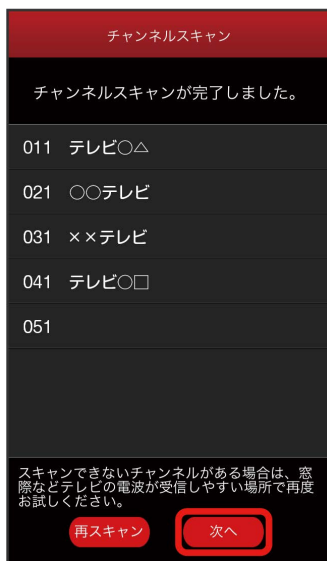 チャンネルスキャン
チャンネルスキャンが完了しました。
011 テレビ○△
021 ○○テレビ
031 ××テレビ
041 テレビ○□
051
スキャンできないチャンネルがある場合は、窓
際などテレビの電波が受信しやすい場所で再度
お試しください。
再スキャン 次へ